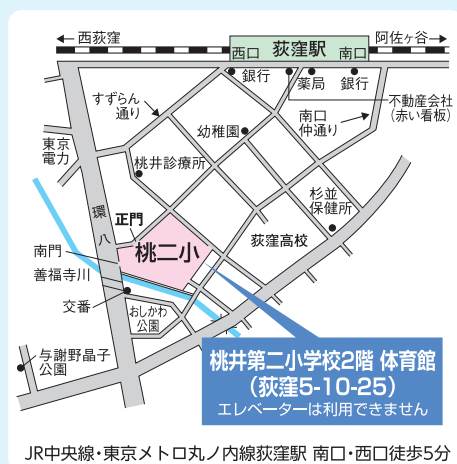 西荻窪
荻窪駅
阿佐ヶ谷
西口
南口
銀行
薬局
銀行
不動産会社
(赤い看板)
すずらん
通り
幼稚園
南口
仲通り
東京
電力
桃井診療所
杉並
保健所
環八
正門
桃二小
荻窪高校
南門
善福寺川
交番
おしかわ
公園
与謝野晶子
公園
桃井第二小学校2階 体育館
(荻窪5-10-25)
エレベーターは利用できません
JR中央線・東京メトロ丸ノ内線荻窪駅 南口・西口徒歩5分